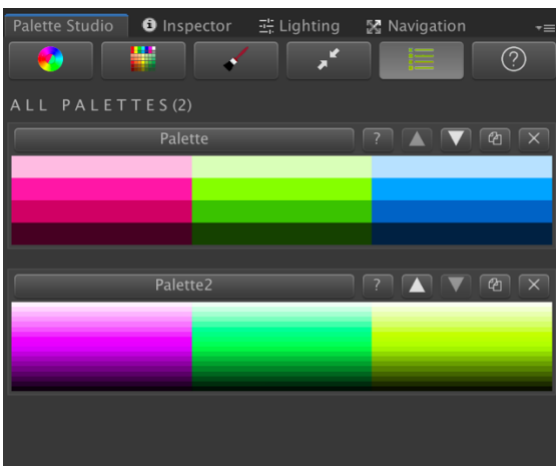 Palette Studio Inspector Lighting Navigation
?
ALL PALETTES(2)
Palette ?
Palette2 ?